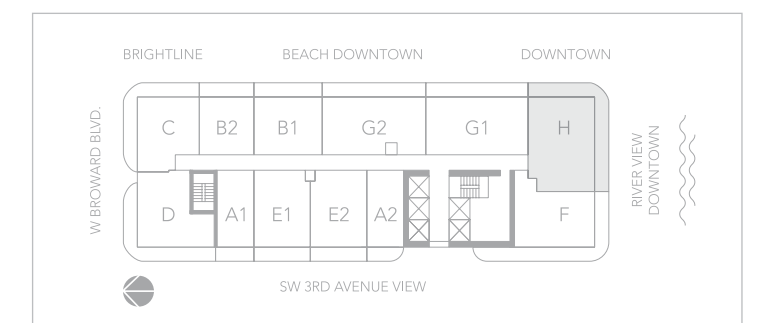 BRIGHTLINE BEACH DOWNTOWN DOWNTOWN
W BROWARD BLVD.
C B2 B1 G2 G1 H
RIVER VIEW
DOWNTOWN
D A1 E1 E2 A2 F
SW 3RD AVENUE VIEW